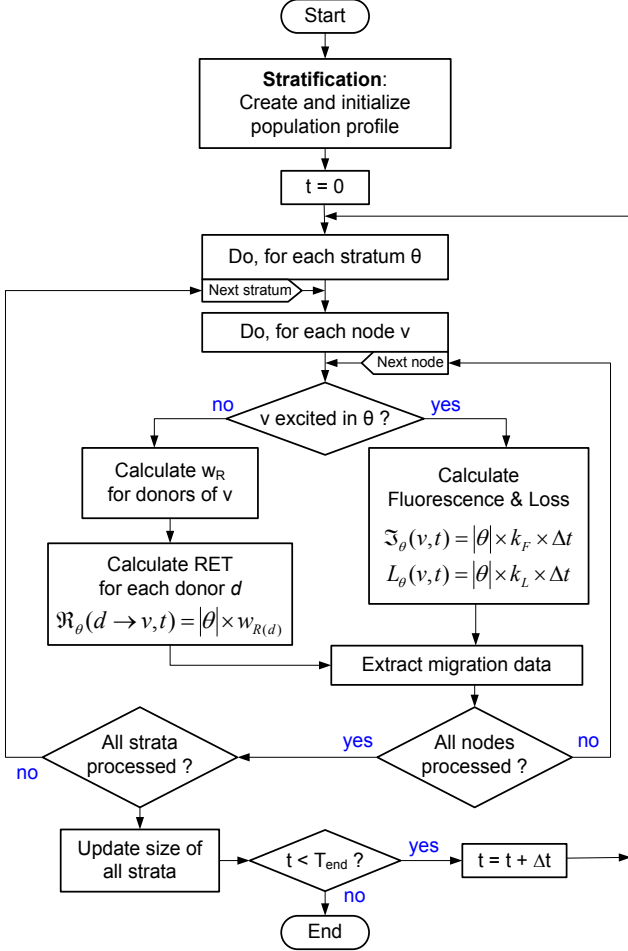 Start
Stratification:
Create and initialize
population profile
t = 0
Do, for each stratum θ
Next stratum
Do, for each node v
Next node
no
v excited in θ ?
yes
Calculate w_R
for donors of v
Calculate
Fluorescence & Loss
ℑ_θ(v,t) = |θ| × k_F × Δt
L_θ(v,t) = |θ| × k_L × Δt
Calculate RET
for each donor d
ℜ_θ(d → v,t) = |θ| × w_R(d)
Extract migration data
All strata
processed ?
yes
All nodes
processed ?
no
no
Update size of
all strata
t < T_end ?
yes
t = t + Δt
no
End